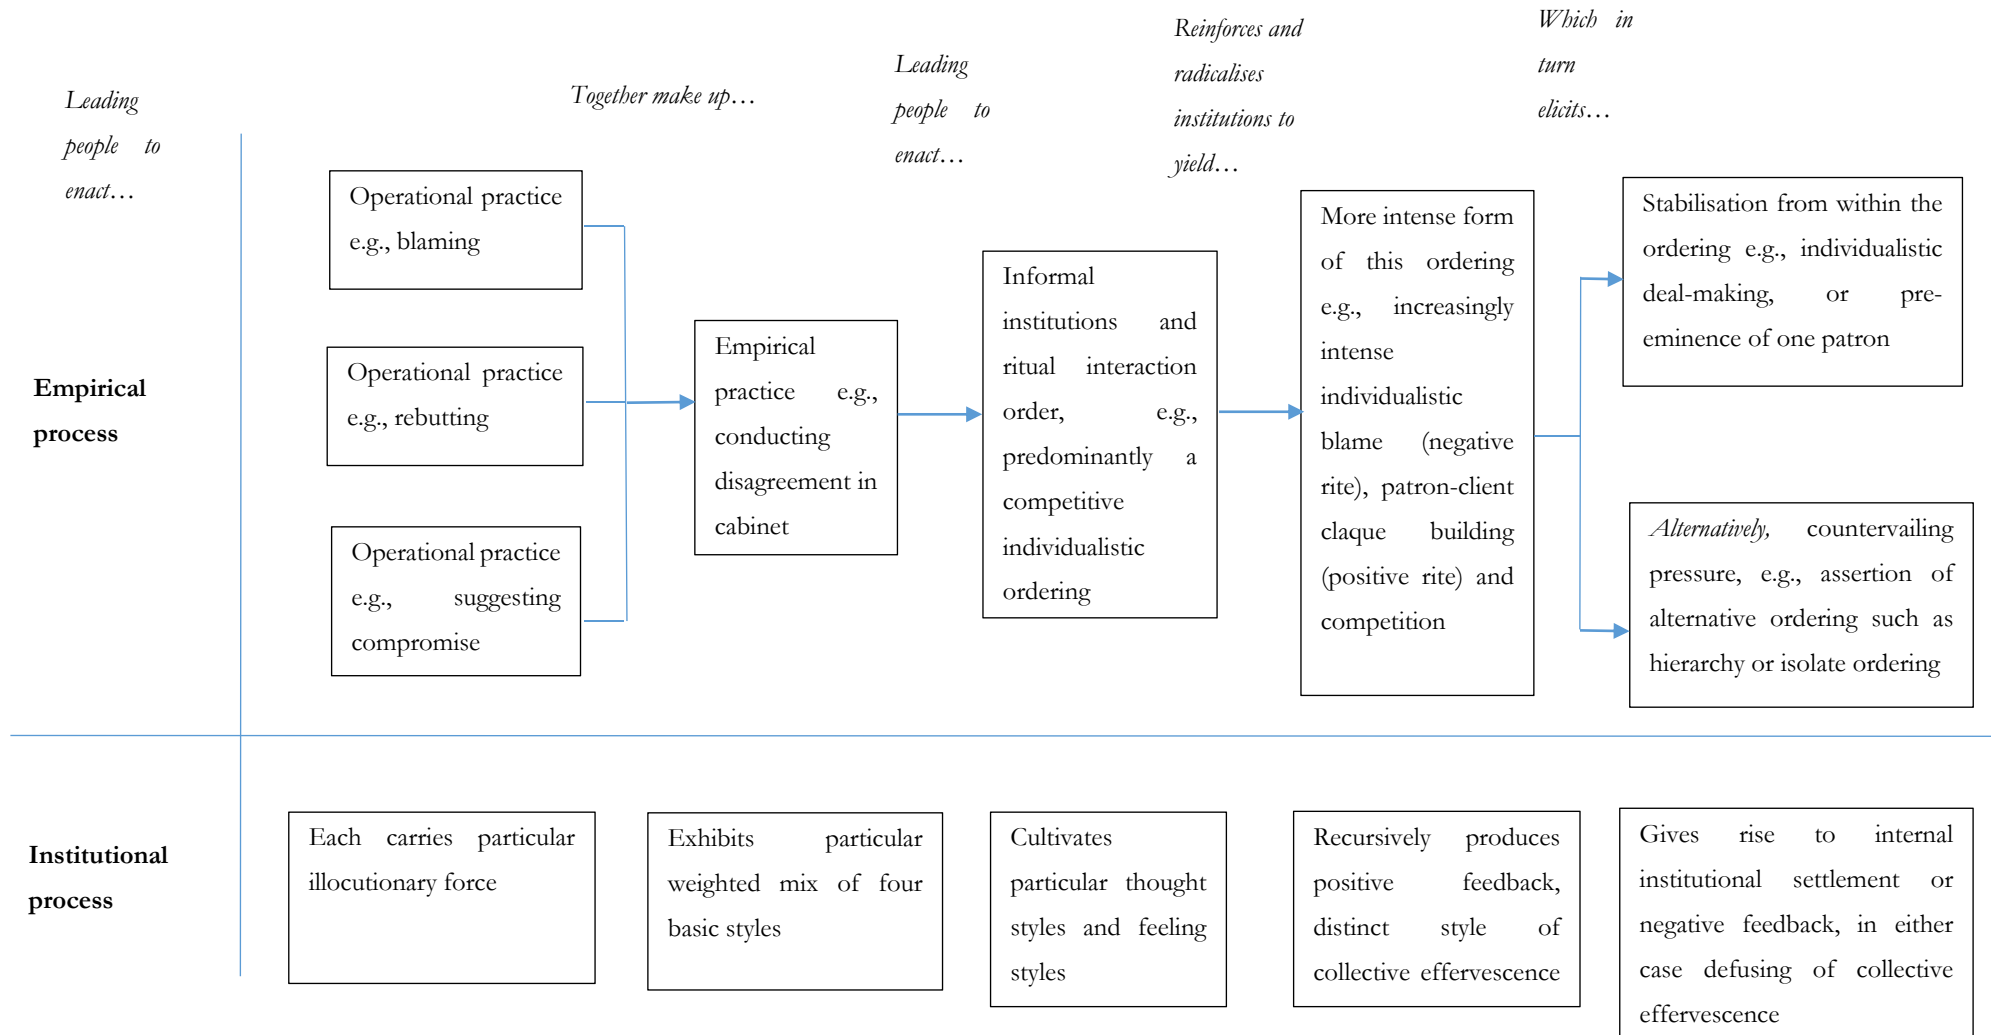 Leading
people to
enact…
Together make up…
Leading
people to
enact…
Reinforces and
radicalises
institutions to
yield…
Which in
turn
elicits…
Empirical
process
Operational practice
e.g., blaming
Operational practice
e.g., rebutting
Operational practice
e.g., suggesting
compromise
Empirical
practice e.g.,
conducting
disagreement in
cabinet
Informal
institutions and
ritual interaction
order, e.g.,
predominantly a
competitive
individualistic
ordering
More intense form
of this ordering
e.g., increasingly
intense
individualistic
blame (negative
rite), patron-client
claque building
(positive rite) and
competition
Stabilisation from within the
ordering e.g., individualistic
deal-making, or pre-
eminence of one patron
Alternatively, countervailing
pressure, e.g., assertion of
alternative ordering such as
hierarchy or isolate ordering
Institutional
process
Each carries particular
illocutionary force
Exhibits particular
weighted mix of four
basic styles
Cultivates
particular thought
styles and feeling
styles
Recursively produces
positive feedback,
distinct style of
collective effervescence
Gives rise to internal
institutional settlement or
negative feedback, in either
case defusing of collective
effervescence